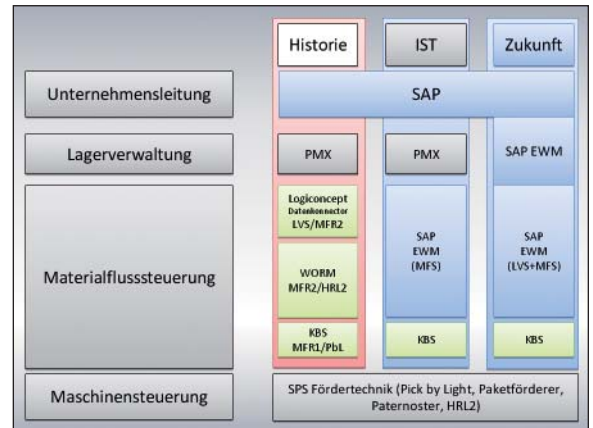 Historie
IST
Zukunft
Unternehmensleitung
SAP
Lagerverwaltung
PMX
PMX
SAP EWM
Materialflusssteuerung
Logiconcept
Datenkonnector
LVS/MFR2
WORM
MFR2/HRL2
KBS
MFR1/PbL
SAP
EWM
(MFS)
KBS
SAP
EWM
(LVS+MFS)
KBS
Maschinensteuerung
SPS Fördertechnik (Pick by Light, Paketförderer,
Paternoster, HRL2)